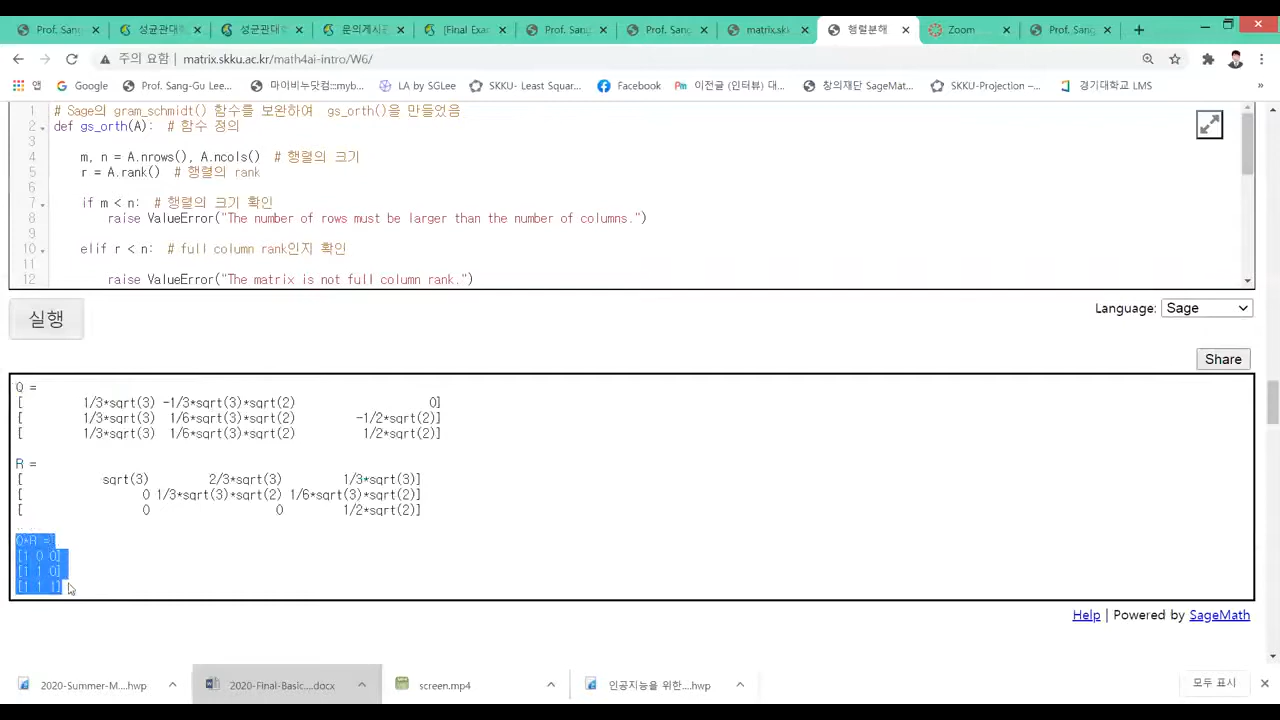 Prof. Sang
성균관대학
성균관대학
문의게시판
[Final Exam
Prof. Sang
Prof. Sang
matrix.skk
행렬분해
Zoom
Prof. Sang
주의 요함 | matrix.skku.ac.kr/math4ai-intro/W6/
앱
Google
Prof. Sang-Gu Lee...
마이비누닷컴:::myb...
LA by SGLee
SKKU- Least Squar...
Facebook
이전글 (인터뷰) 대...
창의재단 SageMat...
SKKU-Projection –...
경기대학교 LMS
»
1 # Sage의 gram_schmidt() 함수를 보완하여 gs_orth()을 만들었음
2 def gs_orth(A): # 함수 정의
3
4 m, n = A.nrows(), A.ncols() # 행렬의 크기
5 r = A.rank() # 행렬의 rank
6
7 if m < n: # 행렬의 크기 확인
8 raise ValueError("The number of rows must be larger than the number of columns.")
9
10 elif r < n: # full column rank인지 확인
11
12 raise ValueError("The matrix is not full column rank.")
실행
Language: Sage
Share
Q =
[ 1/3*sqrt(3) -1/3*sqrt(3)*sqrt(2) 0]
[ 1/3*sqrt(3) 1/6*sqrt(3)*sqrt(2) -1/2*sqrt(2)]
[ 1/3*sqrt(3) 1/6*sqrt(3)*sqrt(2) 1/2*sqrt(2)]
R =
[ sqrt(3) 2/3*sqrt(3) 1/3*sqrt(3)]
[ 0 1/3*sqrt(3)*sqrt(2) 1/6*sqrt(3)*sqrt(2)]
[ 0 0 1/2*sqrt(2)]
Q*R =
[1 0 0]
[1 1 0]
[1 1 1]
Help | Powered by SageMath
2020-Summer-M....hwp
2020-Final-Basic....docx
screen.mp4
인공지능을 위한....hwp
모두 표시